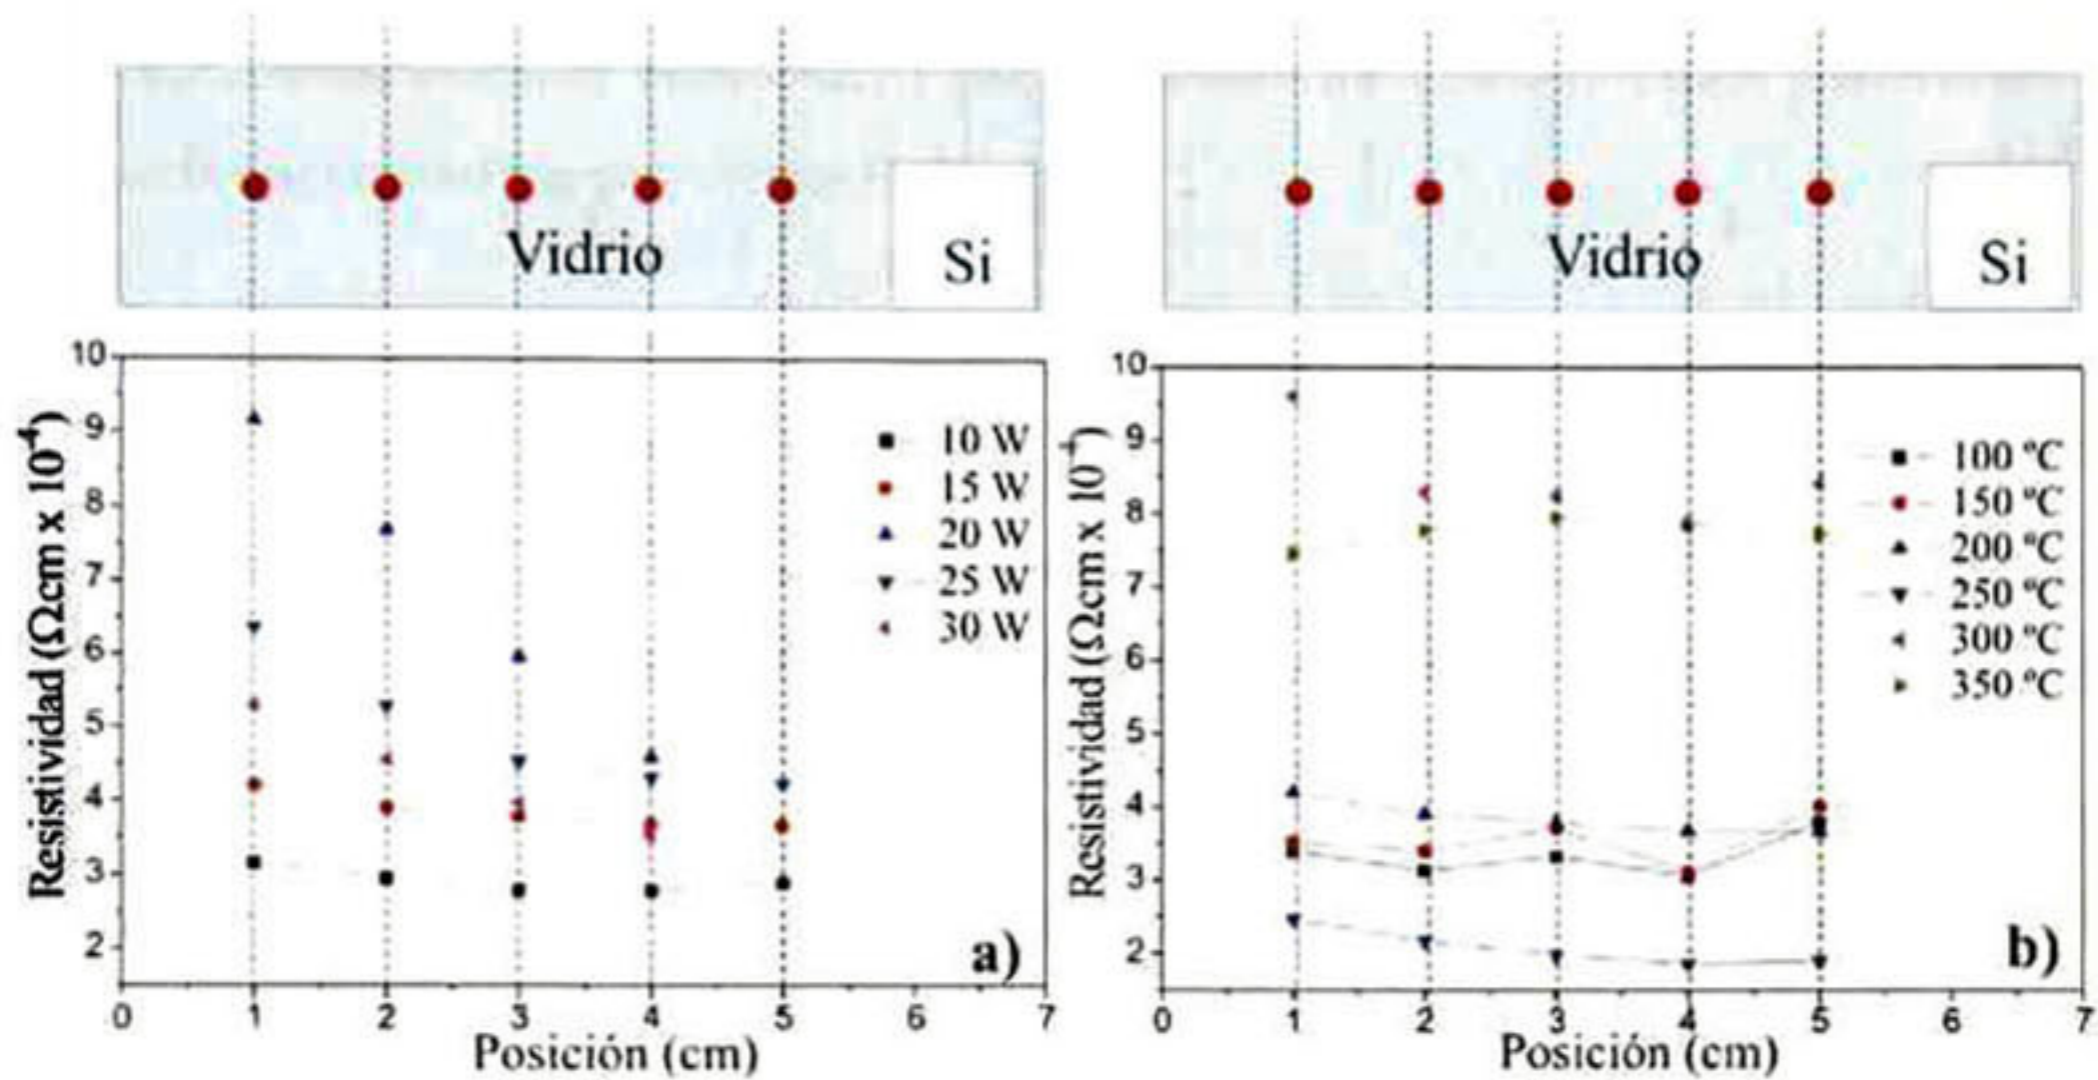 Vidrio
Si
10
9
8
7
6
5
4
3
2
Resistividad (Ωcm x 10⁻⁴)
10 W
15 W
20 W
25 W
30 W
a)
0 1 2 3 4 5 6 7
Posición (cm)
Vidrio
Si
10
9
8
7
6
5
4
3
2
Resistividad (Ωcm x 10⁻⁴)
100 ºC
150 ºC
200 ºC
250 ºC
300 ºC
350 ºC
b)
0 1 2 3 4 5 6 7
Posición (cm)